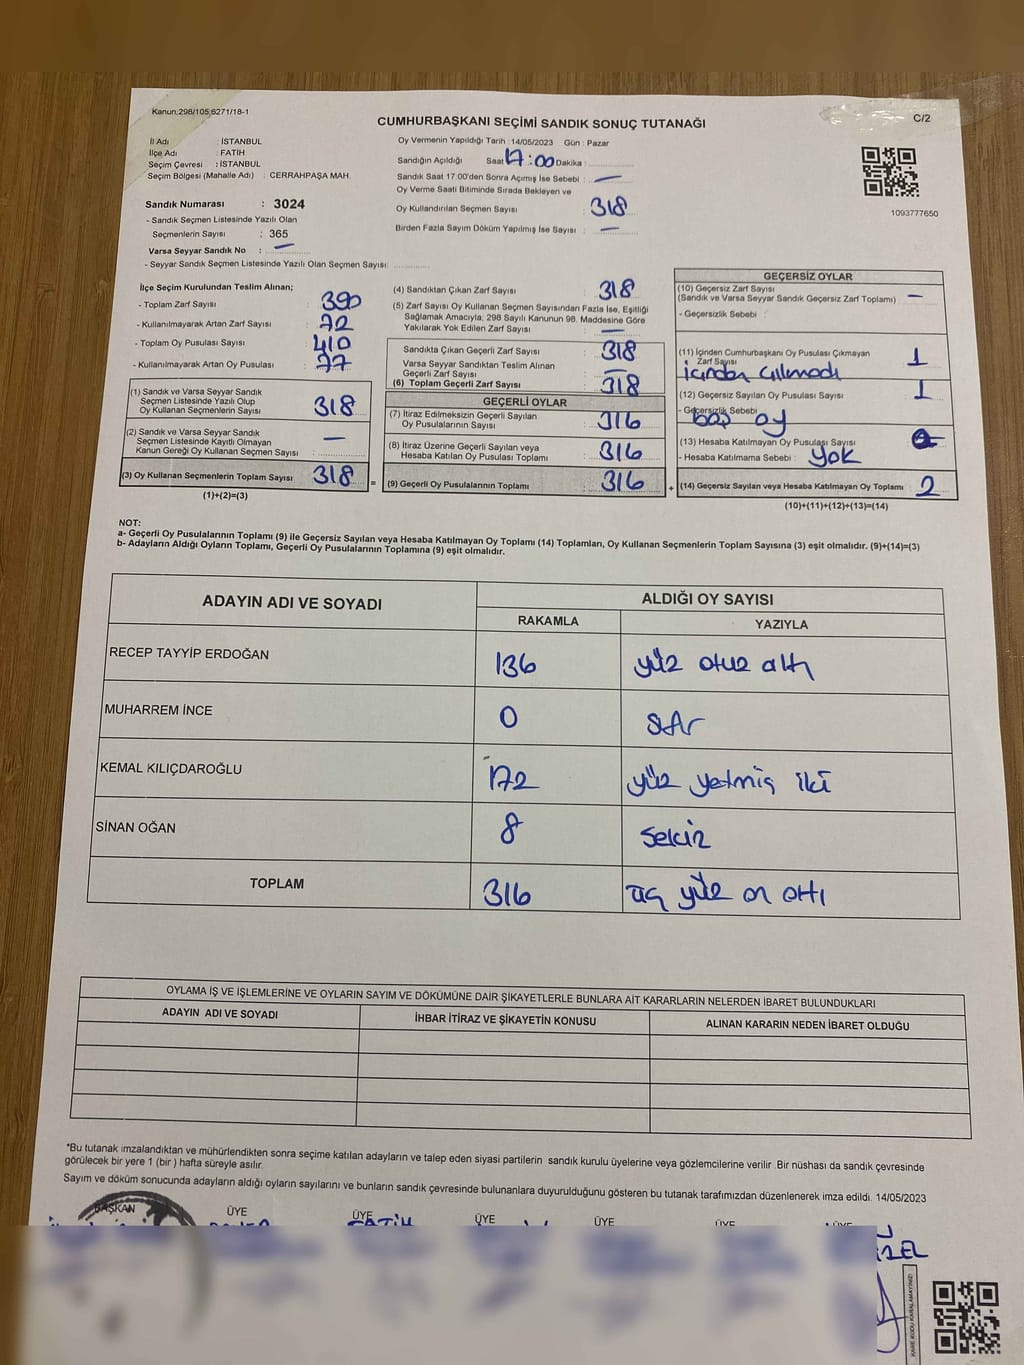 Kanun:298/105,6271/18-1
CUMHURBAŞKANI SEÇİMİ SANDIK SONUÇ TUTANAĞI
C/2
İl Adı : İSTANBUL
İlçe Adı : FATİH
Seçim Çevresi : İSTANBUL
Seçim Bölgesi (Mahalle Adı) : CERRAHPAŞA MAH.
Sandık Numarası : 3024
- Sandık Seçmen Listesinde Yazılı Olan
Seçmenlerin Sayısı : 365
Varsa Seyyar Sandık No : —
- Seyyar Sandık Seçmen Listesinde Yazılı Olan Seçmen Sayısı:
Oy Vermenin Yapıldığı Tarih : 14/05/2023 Gün : Pazar
Sandığın Açıldığı Saat 17:00 Dakika :
Sandık Saat 17:00'den Sonra Açımış İse Sebebi : —
Oy Verme Saati Bitiminde Sırada Bekleyen ve
Oy Kullandırılan Seçmen Sayısı : 318
Birden Fazla Sayım Döküm Yapılmış İse Sayısı : —
1093777650
İlçe Seçim Kurulundan Teslim Alınan;
- Toplam Zarf Sayısı : 390
- Kullanılmayarak Artan Zarf Sayısı : 72
- Toplam Oy Pusulası Sayısı : 410
- Kullanılmayarak Artan Oy Pusulası : 77
(1) Sandık ve Varsa Seyyar Sandık
Seçmen Listesinde Yazılı Olup
Oy Kullanan Seçmenlerin Sayısı : 318
(2) Sandık ve Varsa Seyyar Sandık
Seçmen Listesinde Kayıtlı Olmayan
Kanun Gereği Oy Kullanan Seçmen Sayısı : —
(3) Oy Kullanan Seçmenlerin Toplam Sayısı : 318 =
(1)+(2)=(3)
(4) Sandıktan Çıkan Zarf Sayısı : 318
(5) Zarf Sayısı Oy Kullanan Seçmen Sayısından Fazla İse, Eşitliği
Sağlamak Amacıyla; 298 Sayılı Kanunun 98. Maddesine Göre
Yakılarak Yok Edilen Zarf Sayısı : —
Sandıkta Çıkan Geçerli Zarf Sayısı : 318
Varsa Seyyar Sandıktan Teslim Alınan
Geçerli Zarf Sayısı : —
(6) Toplam Geçerli Zarf Sayısı : 318
GEÇERLİ OYLAR
(7) İtiraz Edilmeksizin Geçerli Sayılan
Oy Pusulalarının Sayısı : 316
(8) İtiraz Üzerine Geçerli Sayılan veya
Hesaba Katılan Oy Pusulası Toplamı : 316
(9) Geçerli Oy Pusulalarının Toplamı : 316 +
GEÇERSİZ OYLAR
(10) Geçersiz Zarf Sayısı
(Sandık ve Varsa Seyyar Sandık Geçersiz Zarf Toplamı) : —
- Geçersizlik Sebebi :
(11) İçinden Cumhurbaşkanı Oy Pusulası Çıkmayan
Zarf Sayısı : 1
içinden çıkmadı
(12) Geçersiz Sayılan Oy Pusulası Sayısı : 1
- Geçersizlik Sebebi
boş oy
(13) Hesaba Katılmayan Oy Pusulası Sayısı :
- Hesaba Katılmama Sebebi : yok
(14) Geçersiz Sayılan veya Hesaba Katılmayan Oy Toplamı : 2
(10)+(11)+(12)+(13)=(14)
NOT:
a- Geçerli Oy Pusulalarının Toplamı (9) ile Geçersiz Sayılan veya Hesaba Katılmayan Oy Toplamı (14) Toplamları, Oy Kullanan Seçmenlerin Toplam Sayısına (3) eşit olmalıdır. (9)+(14)=(3)
b- Adayların Aldığı Oyların Toplamı, Geçerli Oy Pusulalarının Toplamına (9) eşit olmalıdır.
ADAYIN ADI VE SOYADI
ALDIĞI OY SAYISI
RAKAMLA YAZIYLA
RECEP TAYYİP ERDOĞAN 136 yüz otuz altı
MUHARREM İNCE 0 sıfır
KEMAL KILIÇDAROĞLU 172 yüz yetmiş iki
SİNAN OĞAN 8 sekiz
TOPLAM 316 üç yüz on altı
OYLAMA İŞ VE İŞLEMLERİNE VE OYLARIN SAYIM VE DÖKÜMÜNE DAİR ŞİKAYETLERLE BUNLARA AİT KARARLARIN NELERDEN İBARET BULUNDUKLARI
ADAYIN ADI VE SOYADI İHBAR İTİRAZ VE ŞİKAYETİN KONUSU ALINAN KARARIN NEDEN İBARET OLDUĞU
*Bu tutanak imzalandıktan ve mühürlendikten sonra seçime katılan adayların ve talep eden siyasi partilerin sandık kurulu üyelerine veya gözlemcilerine verilir. Bir nüshası da sandık çevresinde
görülecek bir yere 1 (bir) hafta süreyle asılır.
Sayım ve döküm sonucunda adayların aldığı oyların sayılarını ve bunların sandık çevresinde bulunanlara duyurulduğunu gösteren bu tutanak tarafımızdan düzenlenerek imza edildi. 14/05/2023
BAŞKAN ÜYE ÜYE ÜYE ÜYE ÜYE ÜYE
FATİH